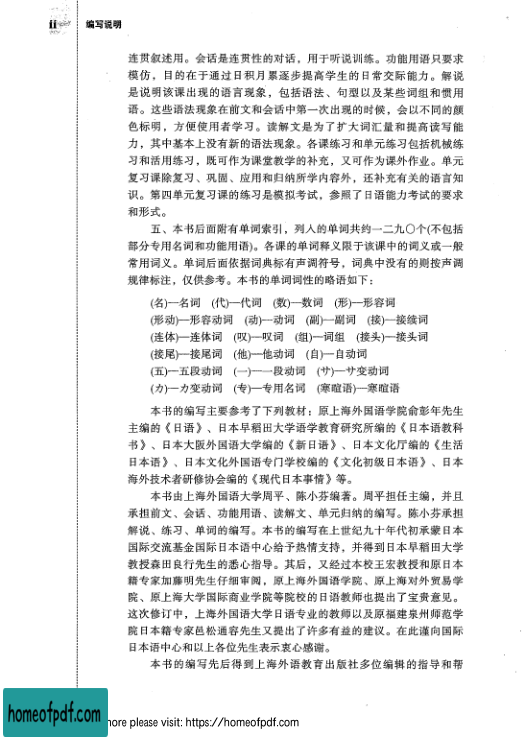 ii 编写说明
连贯叙述用。会话是连贯性的对话，用于听说训练。功能用语只要求
模仿，目的在于通过日积月累逐步提高学生的日常交际能力。解说
是说明该课出现的语言现象，包括语法、句型以及某些词组和惯用
语。这些语法现象在前文和会话中第一次出现的时候，会以不同的颜
色标明，方便使用者学习。读解文是为了扩大词汇量和提高读写能
力，其中基本上没有新的语法现象。各课练习和单元练习包括机械练
习和活用练习，既可作为课堂教学的补充，又可作为课外作业。单元
复习课除复习、巩固、应用和归纳所学内容外，还补充有关的语言知
识。第四单元复习课的练习是模拟考试，参照了日语能力考试的要求
和形式。
五、本书后面附有单词索引，列入的单词共约一二九〇个(不包括
部分专用名词和功能用语)。各课的单词释义限于该课中的词义或一般
常用词义。单词后面依据词典标有声调符号，词典中没有的则按声调
规律标注，仅供参考。本书的单词词性的略语如下：
(名)—名词 (代)—代词 (数)—数词 (形)—形容词
(形动)—形容动词 (动)—动词 (副)—副词 (接)—接续词
(连体)—连体词 (叹)—叹词 (组)—词组 (接头)—接头词
(接尾)—接尾词 (他)—他动词 (自)—自动词
(五)—五段动词 (一)—一段动词 (サ)—サ变动词
(カ)—カ变动词 (专)—专用名词 (寒暄语)—寒暄语
本书的编写主要参考了下列教材：原上海外国语学院俞彭年先生
主编的《日语》、日本早稻田大学语学教育研究所编的《日本语教科
书》、日本大阪外国语大学编的《新日语》、日本文化厅编的《生活
日本语》、日本文化外国语专门学校编的《文化初级日本语》、日本
海外技术者研修协会编的《现代日本事情》等。
本书由上海外国语大学周平、陈小芬编著。周平担任主编，并且
承担前文、会话、功能用语、读解文、单元归纳的编写。陈小芬承担
解说、练习、单词的编写。本书的编写在上世纪九十年代初承蒙日本
国际交流基金国际日本语中心给予热情支持，并得到日本早稻田大学
教授森田良行先生的悉心指导。其后，又经过本校王宏教授和原日本
籍专家加藤明先生仔细审阅，原上海外国语学院、原上海对外贸易学
院、原上海大学国际商业学院等院校的日语教师也提出了宝贵意见。
这次修订中，上海外国语大学日语专业的教师以及原福建泉州师范学
院日本籍专家邑松通容先生又提出了许多有益的建议。在此谨向国际
日本语中心和以上各位先生表示衷心感谢。
本书的编写先后得到上海外语教育出版社多位编辑的指导和帮
homeofpdf.com
ore please visit: https://homeofpdf.com